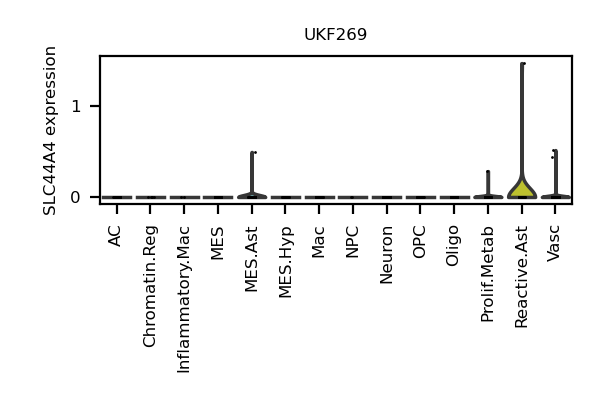 UKF269
SLC44A4 expression
1
0
AC
Chromatin.Reg
Inflammatory.Mac
MES
MES.Ast
MES.Hyp
Mac
NPC
Neuron
OPC
Oligo
Prolif.Metab
Reactive.Ast
Vasc